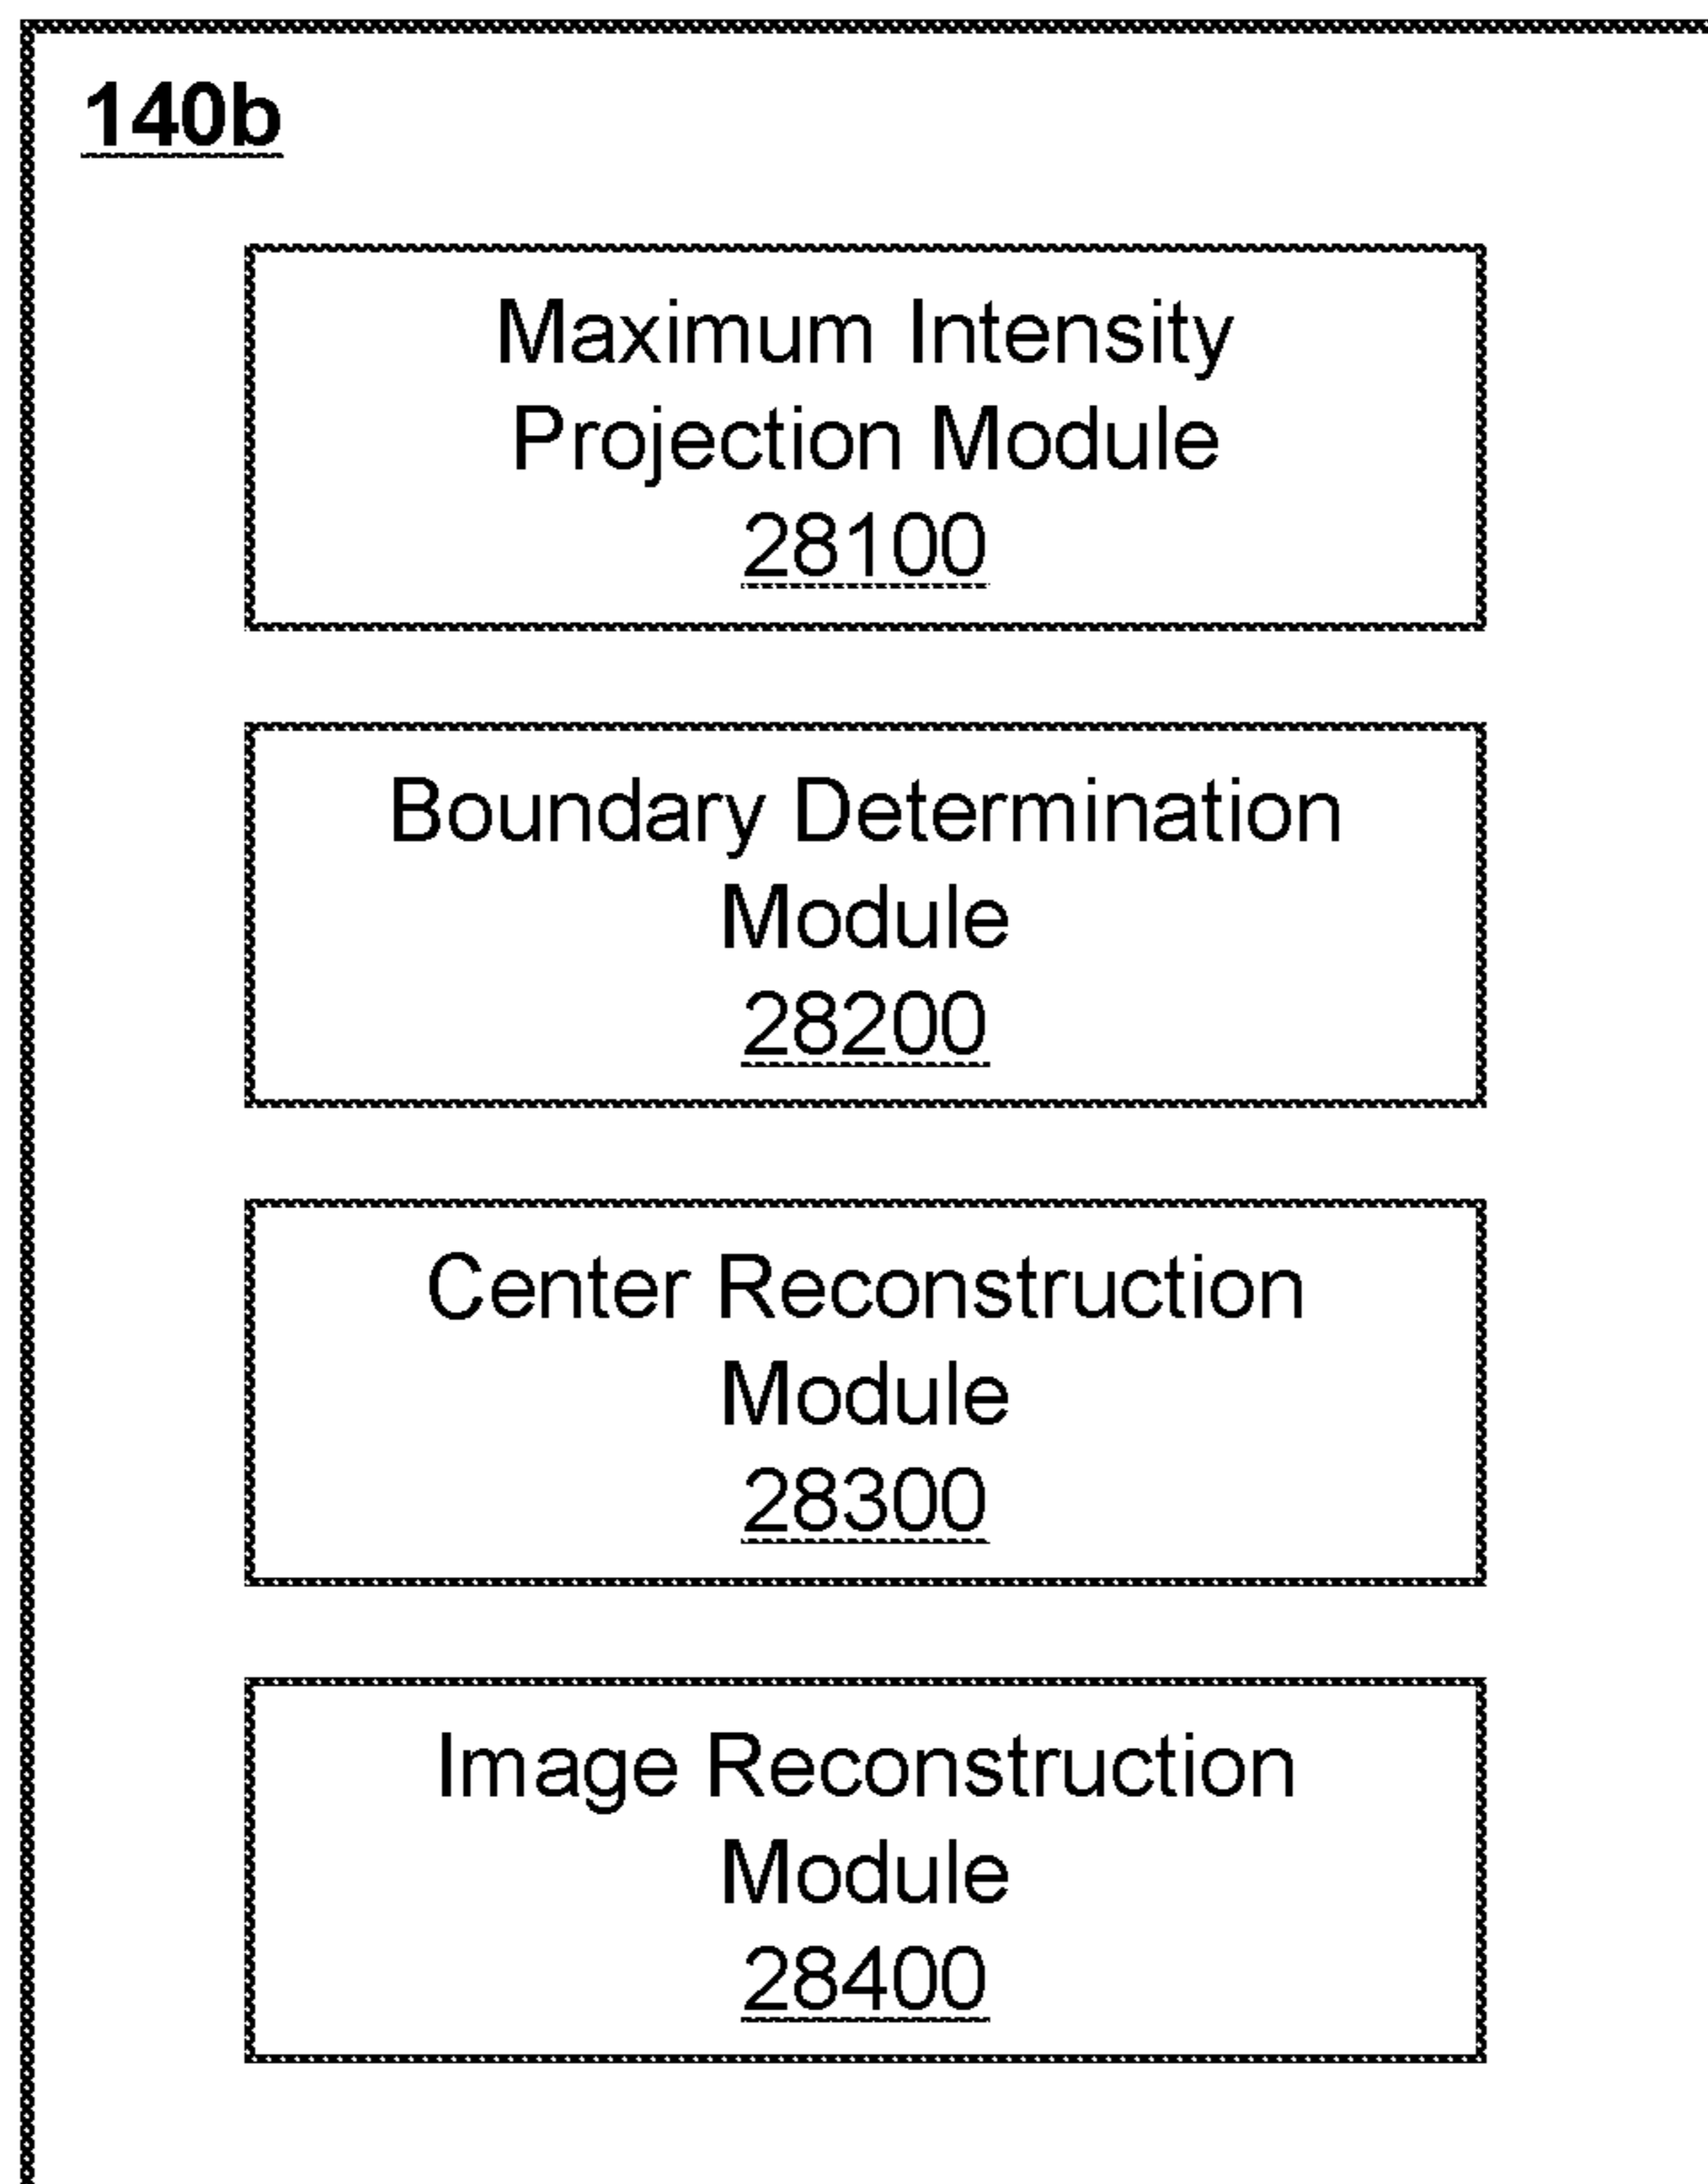 140b
Maximum Intensity
Projection Module
28100
Boundary Determination
Module
28200
Center Reconstruction
Module
28300
Image Reconstruction
Module
28400